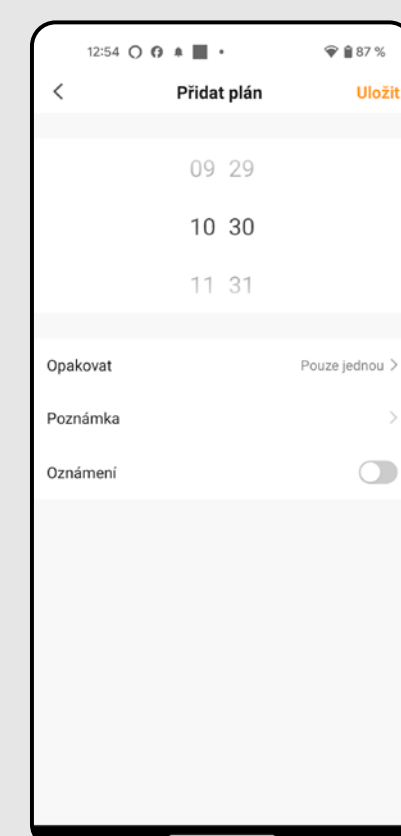 12:54 87 %
Přidat plán Uložit
09 29
10 30
11 31
Opakovat Pouze jednou
Poznámka
Oznámení